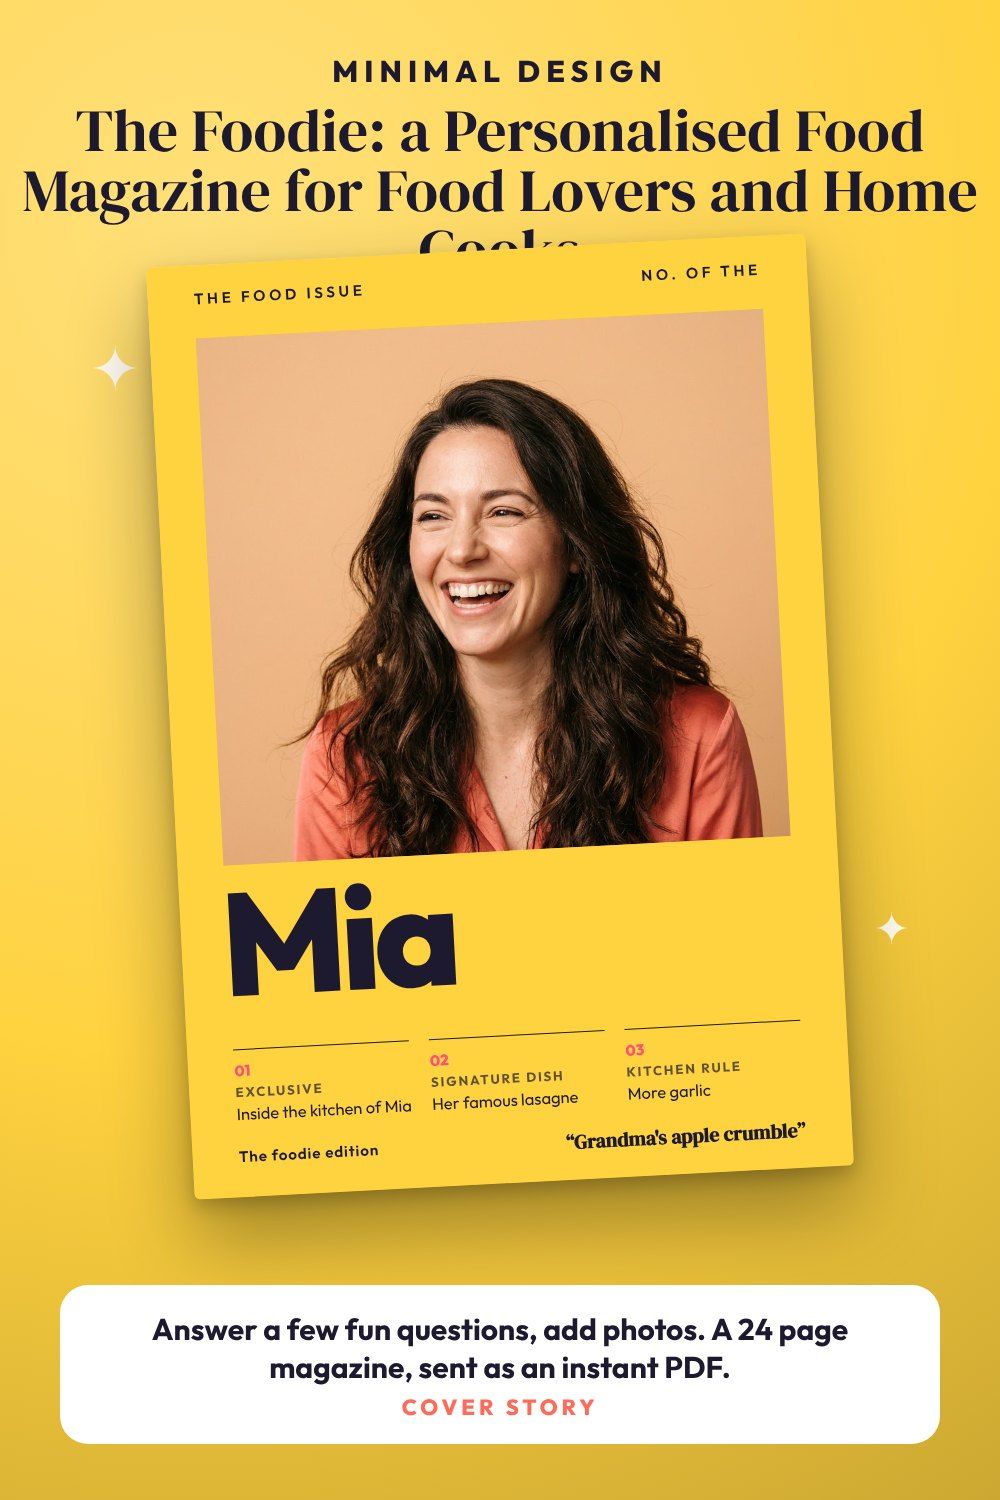 MINIMAL DESIGN
The Foodie: a Personalised Food
Magazine for Food Lovers and Home
Cooks
THE FOOD ISSUE
NO. OF THE
Mia
01
EXCLUSIVE
Inside the kitchen of Mia
02
SIGNATURE DISH
Her famous lasagne
03
KITCHEN RULE
More garlic
The foodie edition
“Grandma's apple crumble”
Answer a few fun questions, add photos. A 24 page
magazine, sent as an instant PDF.
COVER STORY